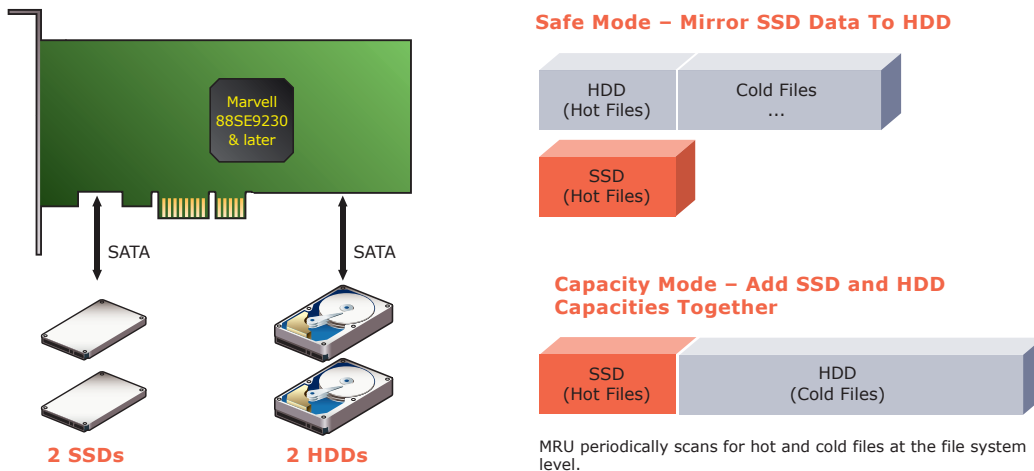 Marvell
88SE9230
& later
SATA
SATA
2 SSDs
2 HDDs
Safe Mode – Mirror SSD Data To HDD
HDD
(Hot Files)
Cold Files
...
SSD
(Hot Files)
Capacity Mode – Add SSD and HDD
Capacities Together
SSD
(Hot Files)
HDD
(Cold Files)
MRU periodically scans for hot and cold files at the file system
level.